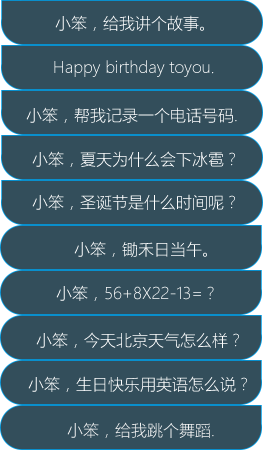 小笨，给我讲个故事。
Happy birthday toyou.
小笨，帮我记录一个电话号码.
小笨，夏天为什么会下冰雹？
小笨，圣诞节是什么时间呢？
小笨，锄禾日当午。
小笨，56+8X22-13=？
小笨，今天北京天气怎么样？
小笨，生日快乐用英语怎么说？
小笨，给我跳个舞蹈.